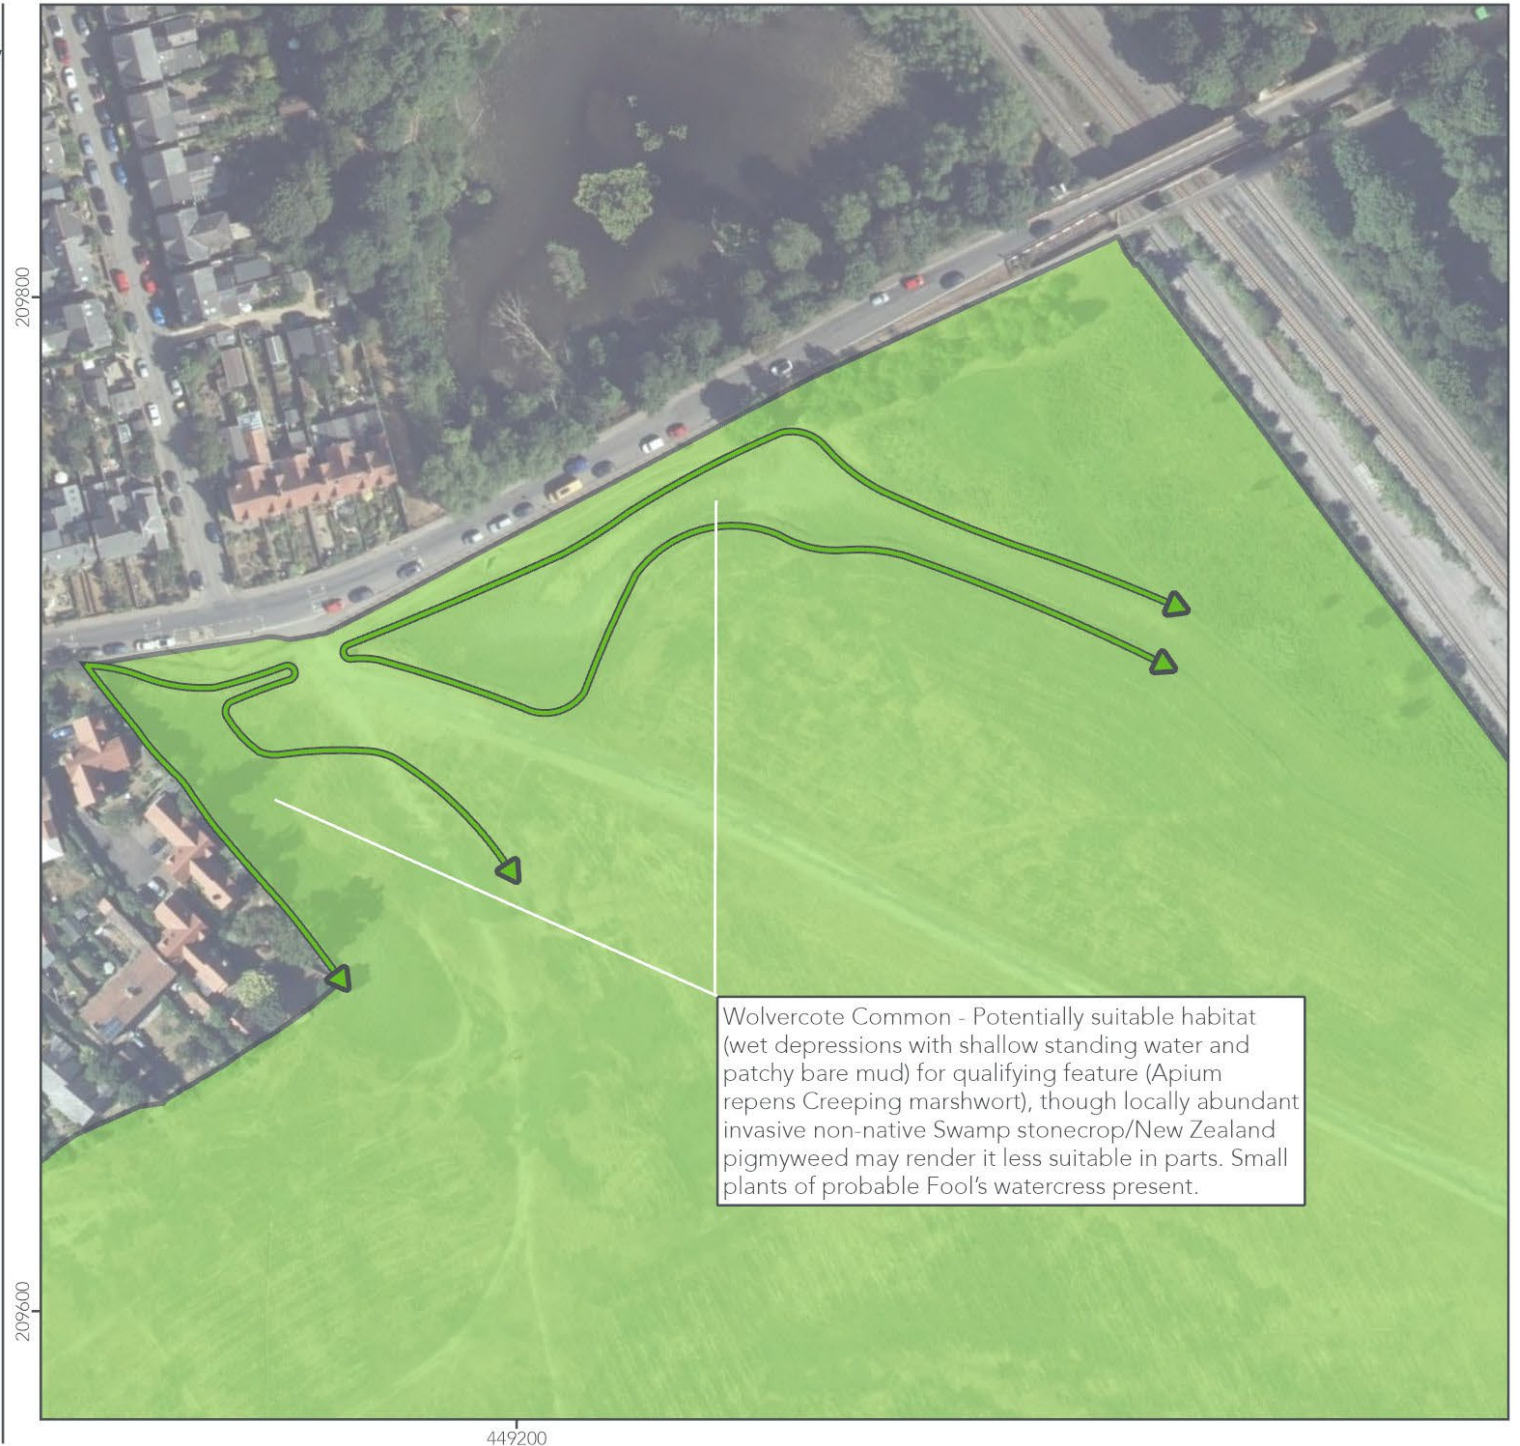 209800
Wolvercote Common - Potentially suitable habitat
(wet depressions with shallow standing water and
patchy bare mud) for qualifying feature (Apium
repens Creeping marshwort), though locally abundant
invasive non-native Swamp stonecrop/New Zealand
pigmyweed may render it less suitable in parts. Small
plants of probable Fool's watercress present.
209600
449200